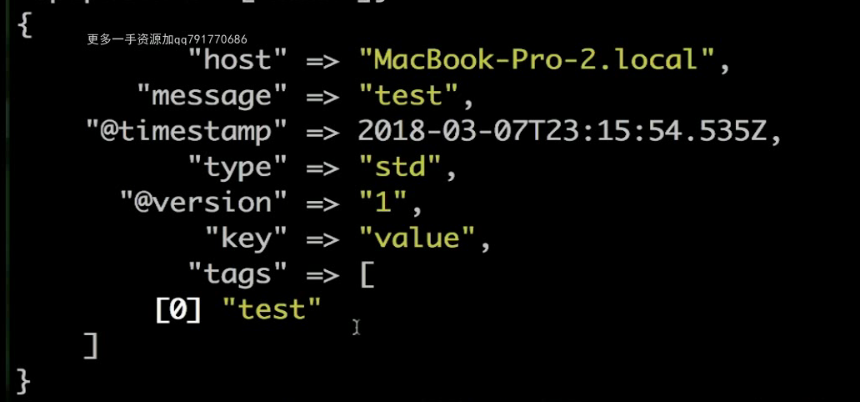 {
更多一手资源加qq791770686
"host" => "MacBook-Pro-2.local",
"message" => "test",
"@timestamp" => 2018-03-07T23:15:54.535Z,
"type" => "std",
"@version" => "1",
"key" => "value",
"tags" => [
[0] "test"
]
}